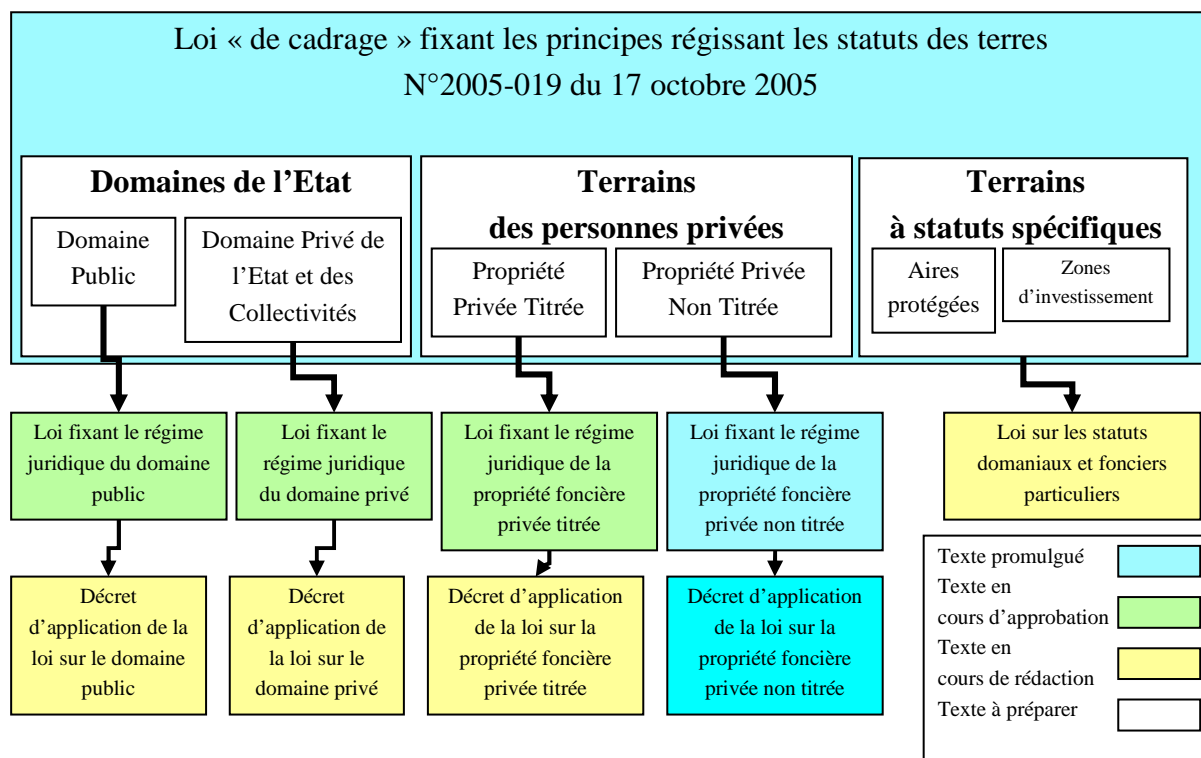 Loi « de cadrage » fixant les principes régissant les statuts des terres
N°2005-019 du 17 octobre 2005
Domaines de l’Etat
Domaine
Public
Domaine Privé de
l’Etat et des
Collectivités
Terrains
des personnes privées
Propriété
Privée Titrée
Propriété Privée
Non Titrée
Terrains
à statuts spécifiques
Aires
protégées
Zones
d’investissement
Loi fixant le régime
juridique du domaine
public
Loi fixant le
régime juridique
du domaine privé
Loi fixant le régime
juridique de la
propriété foncière
privée titrée
Loi fixant le régime
juridique de la
propriété foncière
privée non titrée
Loi sur les statuts
domaniaux et fonciers
particuliers
Décret
d’application de la
loi sur le domaine
public
Décret
d’application de
la loi sur le
domaine privé
Décret d’application
de la loi sur la
propriété foncière
privée titrée
Décret d’application
de la loi sur la
propriété foncière
privée non titrée
Texte promulgué
Texte en
cours d’approbation
Texte en
cours de rédaction
Texte à préparer